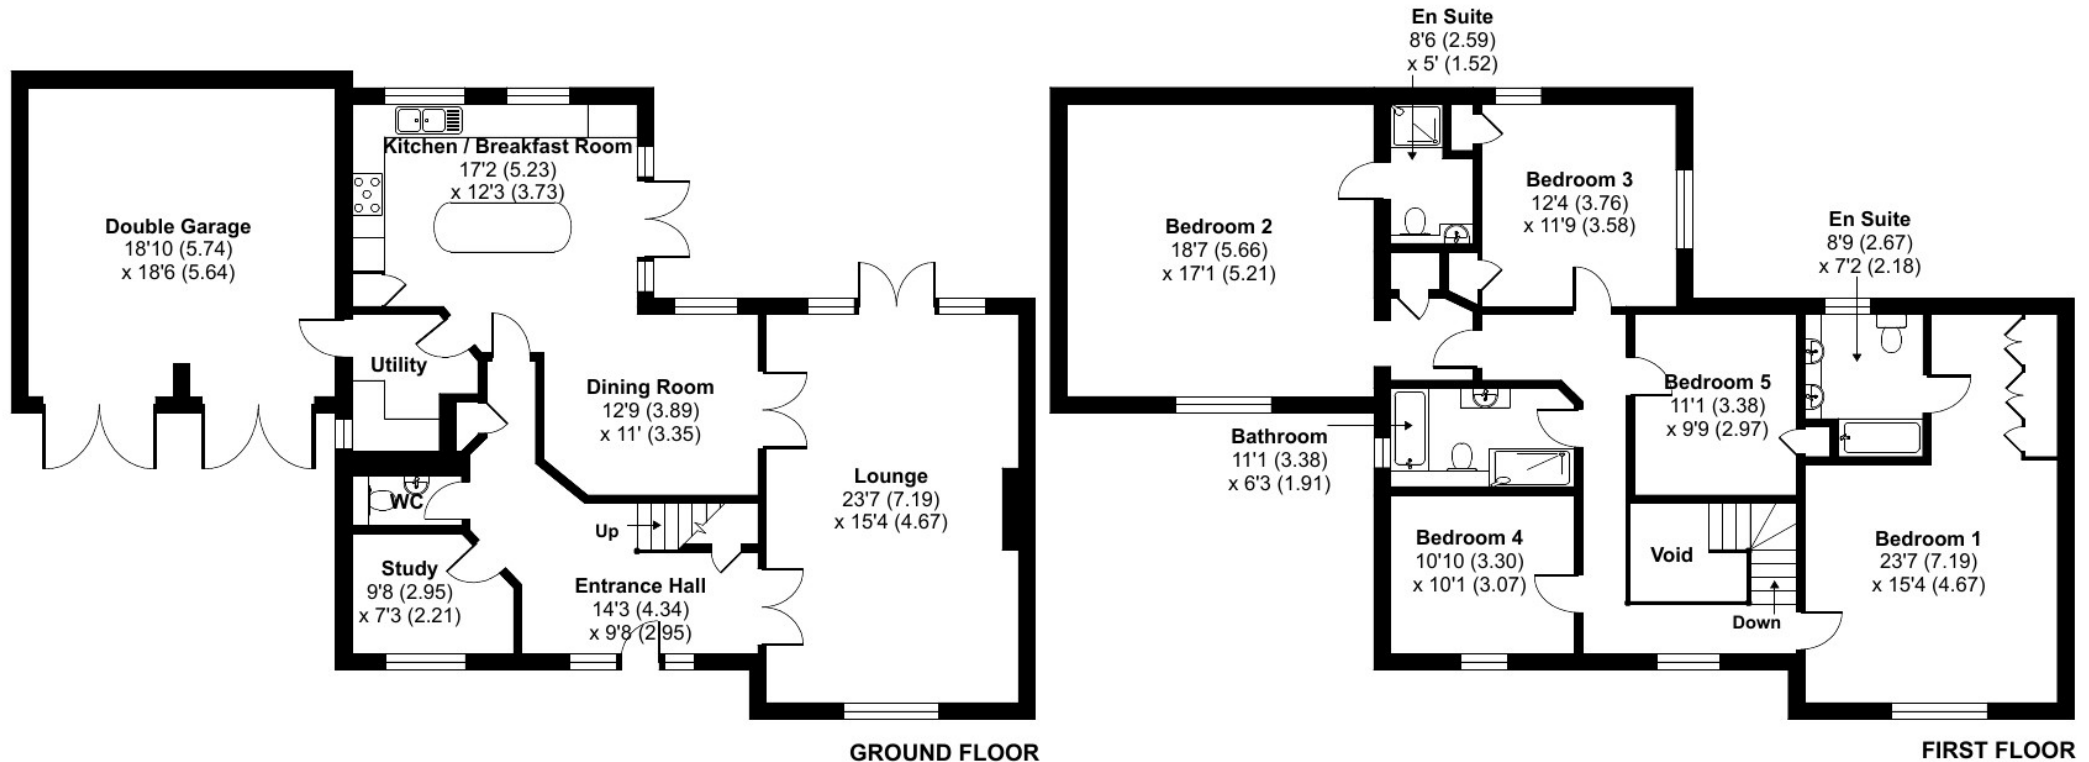 Double Garage
18'10 (5.74)
x 18'6 (5.64)
Kitchen / Breakfast Room
17'2 (5.23)
x 12'3 (3.73)
Utility
Dining Room
12'9 (3.89)
x 11' (3.35)
WC
Study
9'8 (2.95)
x 7'3 (2.21)
Up
Entrance Hall
14'3 (4.34)
x 9'8 (2.95)
Lounge
23'7 (7.19)
x 15'4 (4.67)
GROUND FLOOR
En Suite
8'6 (2.59)
x 5' (1.52)
Bedroom 2
18'7 (5.66)
x 17'1 (5.21)
Bedroom 3
12'4 (3.76)
x 11'9 (3.58)
En Suite
8'9 (2.67)
x 7'2 (2.18)
Bedroom 5
11'1 (3.38)
x 9'9 (2.97)
Bathroom
11'1 (3.38)
x 6'3 (1.91)
Bedroom 4
10'10 (3.30)
x 10'1 (3.07)
Void
Down
Bedroom 1
23'7 (7.19)
x 15'4 (4.67)
FIRST FLOOR